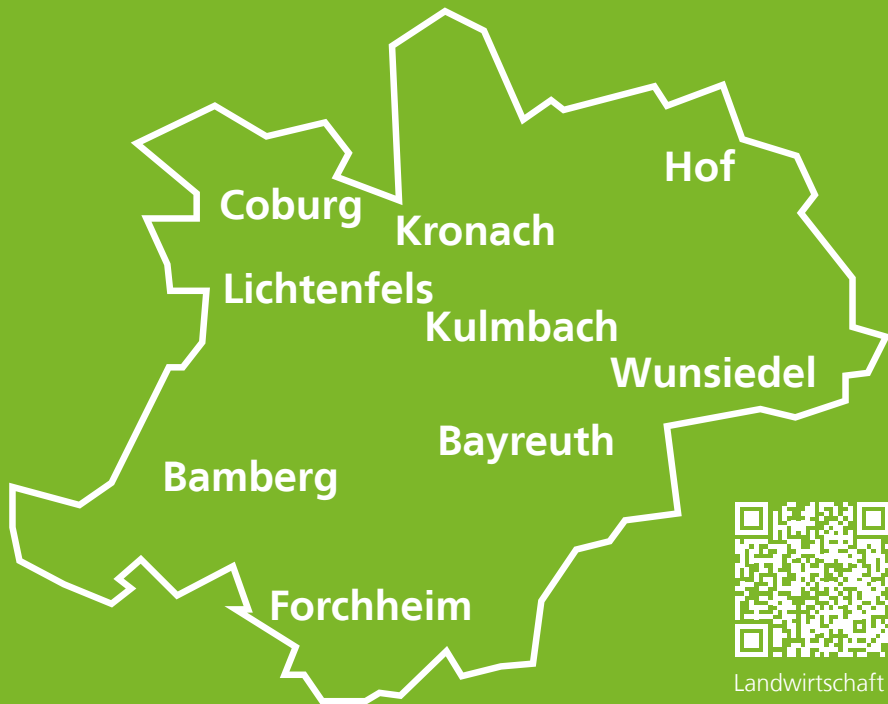 Hof
Coburg
Kronach
Lichtenfels
Kulmbach
Wunsiedel
Bayreuth
Bamberg
Forchheim
Landwirtschaft